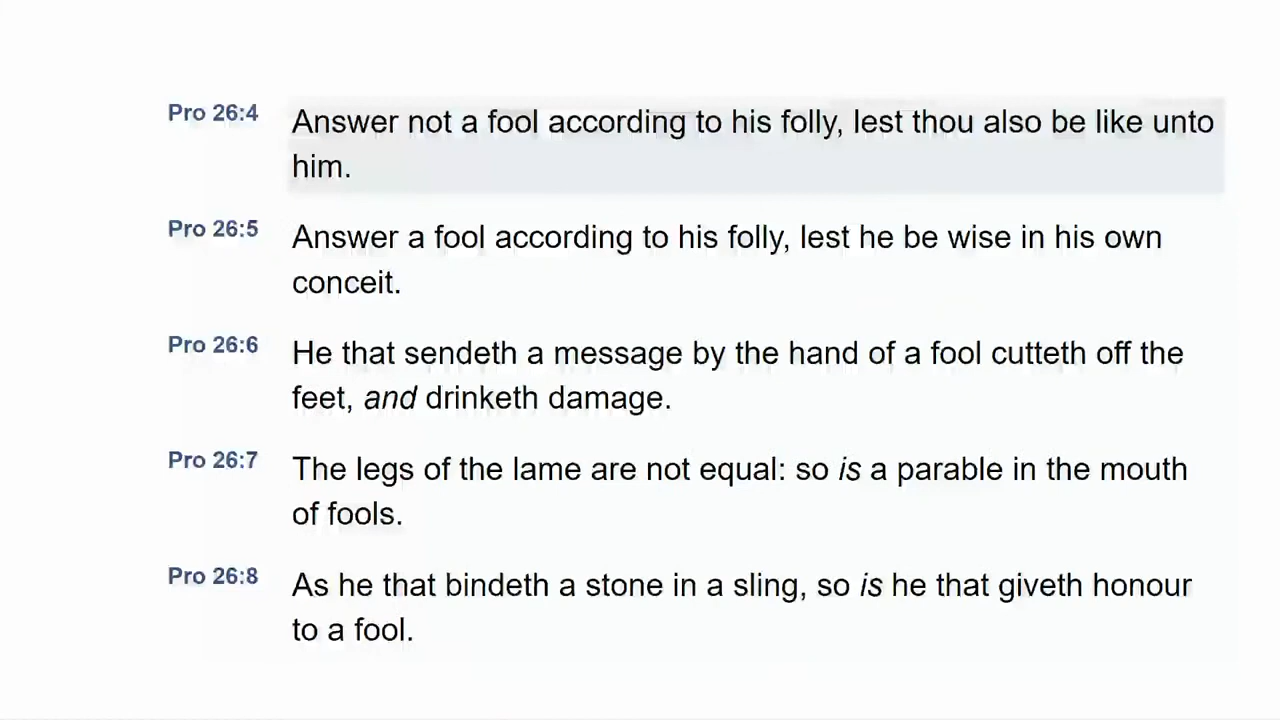 Pro 26:4 Answer not a fool according to his folly, lest thou also be like unto
him.
Pro 26:5 Answer a fool according to his folly, lest he be wise in his own
conceit.
Pro 26:6 He that sendeth a message by the hand of a fool cutteth off the
feet, and drinketh damage.
Pro 26:7 The legs of the lame are not equal: so is a parable in the mouth
of fools.
Pro 26:8 As he that bindeth a stone in a sling, so is he that giveth honour
to a fool.